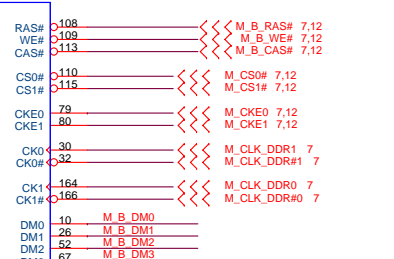 RAS# 108 M_B_RAS# 7,12
WE# 109 M_B_WE# 7,12
CAS# 113 M_B_CAS# 7,12
CS0# 110 M_CS0# 7,12
CS1# 115 M_CS1# 7,12
CKE0 79 M_CKE0 7,12
CKE1 80 M_CKE1 7,12
CK0 30 M_CLK_DDR1 7
CK0# 32 M_CLK_DDR#1 7
CK1 164 M_CLK_DDR0 7
CK1# 166 M_CLK_DDR#0 7
DM0 10 M_B_DM0
DM1 26 M_B_DM1
DM2 52 M_B_DM2
67 M_B_DM3